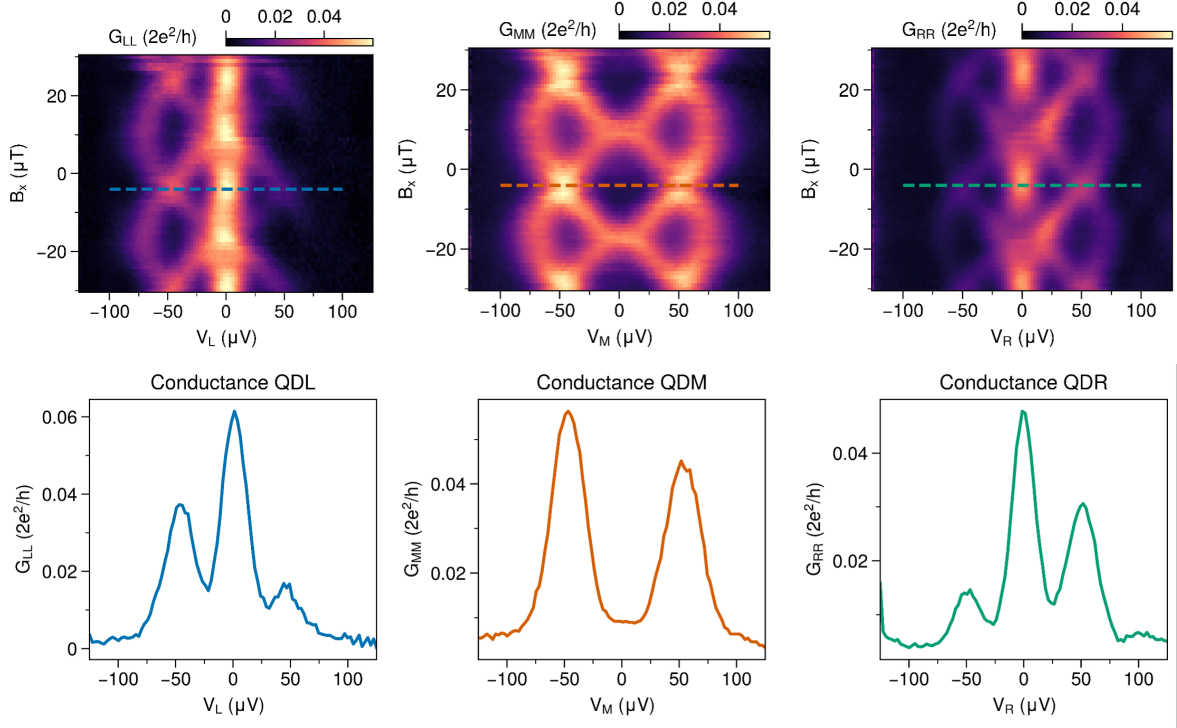 G_LL (2e²/h)
0 0.02 0.04
B_x (µT)
20
0
−20
−100 −50 0 50 100
V_L (µV)
G_MM (2e²/h)
0 0.02 0.04
B_x (µT)
20
0
−20
−100 −50 0 50 100
V_M (µV)
G_RR (2e²/h)
0 0.02 0.04
B_x (µT)
20
0
−20
−100 −50 0 50 100
V_R (µV)
Conductance QDL
G_LL (2e²/h)
0.06
0.04
0.02
0
−100 −50 0 50 100
V_L (µV)
Conductance QDM
G_MM (2e²/h)
0.04
0.02
−100 −50 0 50 100
V_M (µV)
Conductance QDR
G_RR (2e²/h)
0.04
0.02
−100 −50 0 50 100
V_R (µV)